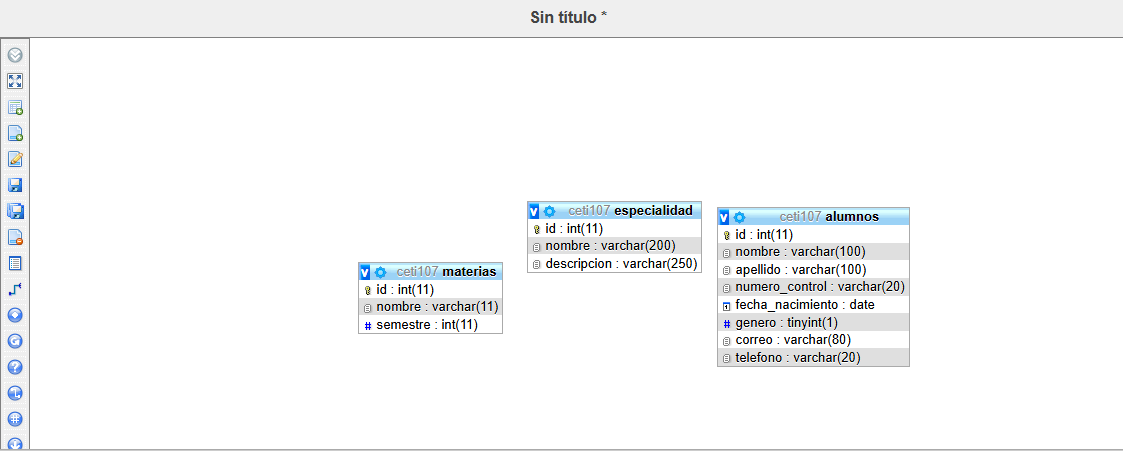 Sin título *
ceti107 especialidad
id : int(11)
nombre : varchar(200)
descripcion : varchar(250)
ceti107 alumnos
id : int(11)
nombre : varchar(100)
apellido : varchar(100)
numero_control : varchar(20)
fecha_nacimiento : date
genero : tinyint(1)
correo : varchar(80)
telefono : varchar(20)
ceti107 materias
id : int(11)
nombre : varchar(11)
semestre : int(11)